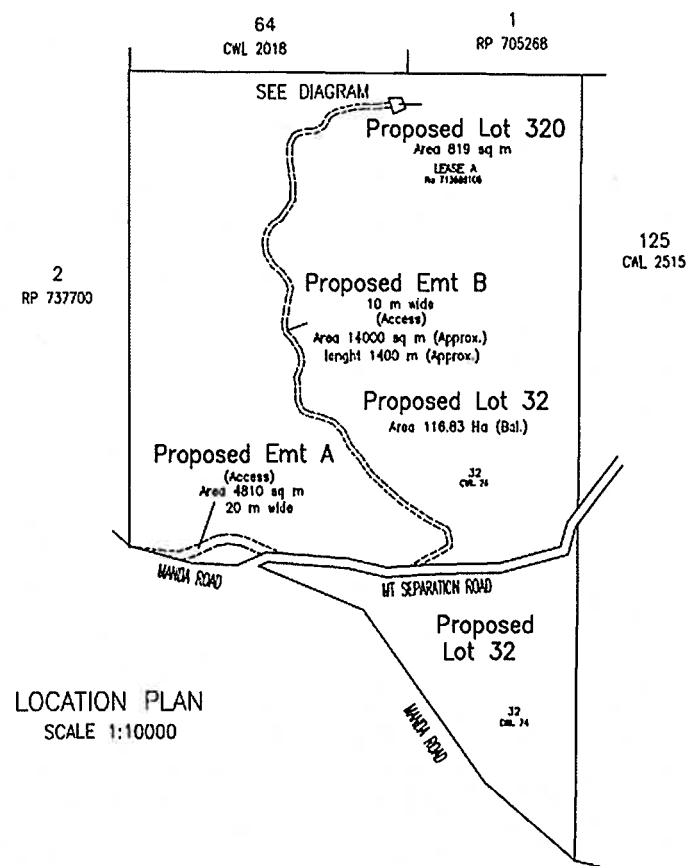 64
CWL 2018
1
RP 705268
SEE DIAGRAM
Proposed Lot 320
Area 819 sq m
LEASE A
125
CWL 2515
2
RP 737700
Proposed Emt B
10 m wide
(Access)
Area 14000 sq m (Approx.)
lenght 1400 m (Approx.)
Proposed Lot 32
Area 116.83 Ha (Bal.)
32
Proposed Emt A
(Access)
Area 4810 sq m
20 m wide
MANDA ROAD
MT SEPARATION ROAD
Proposed
Lot 32
32
MANDA ROAD
LOCATION PLAN
SCALE 1:10000